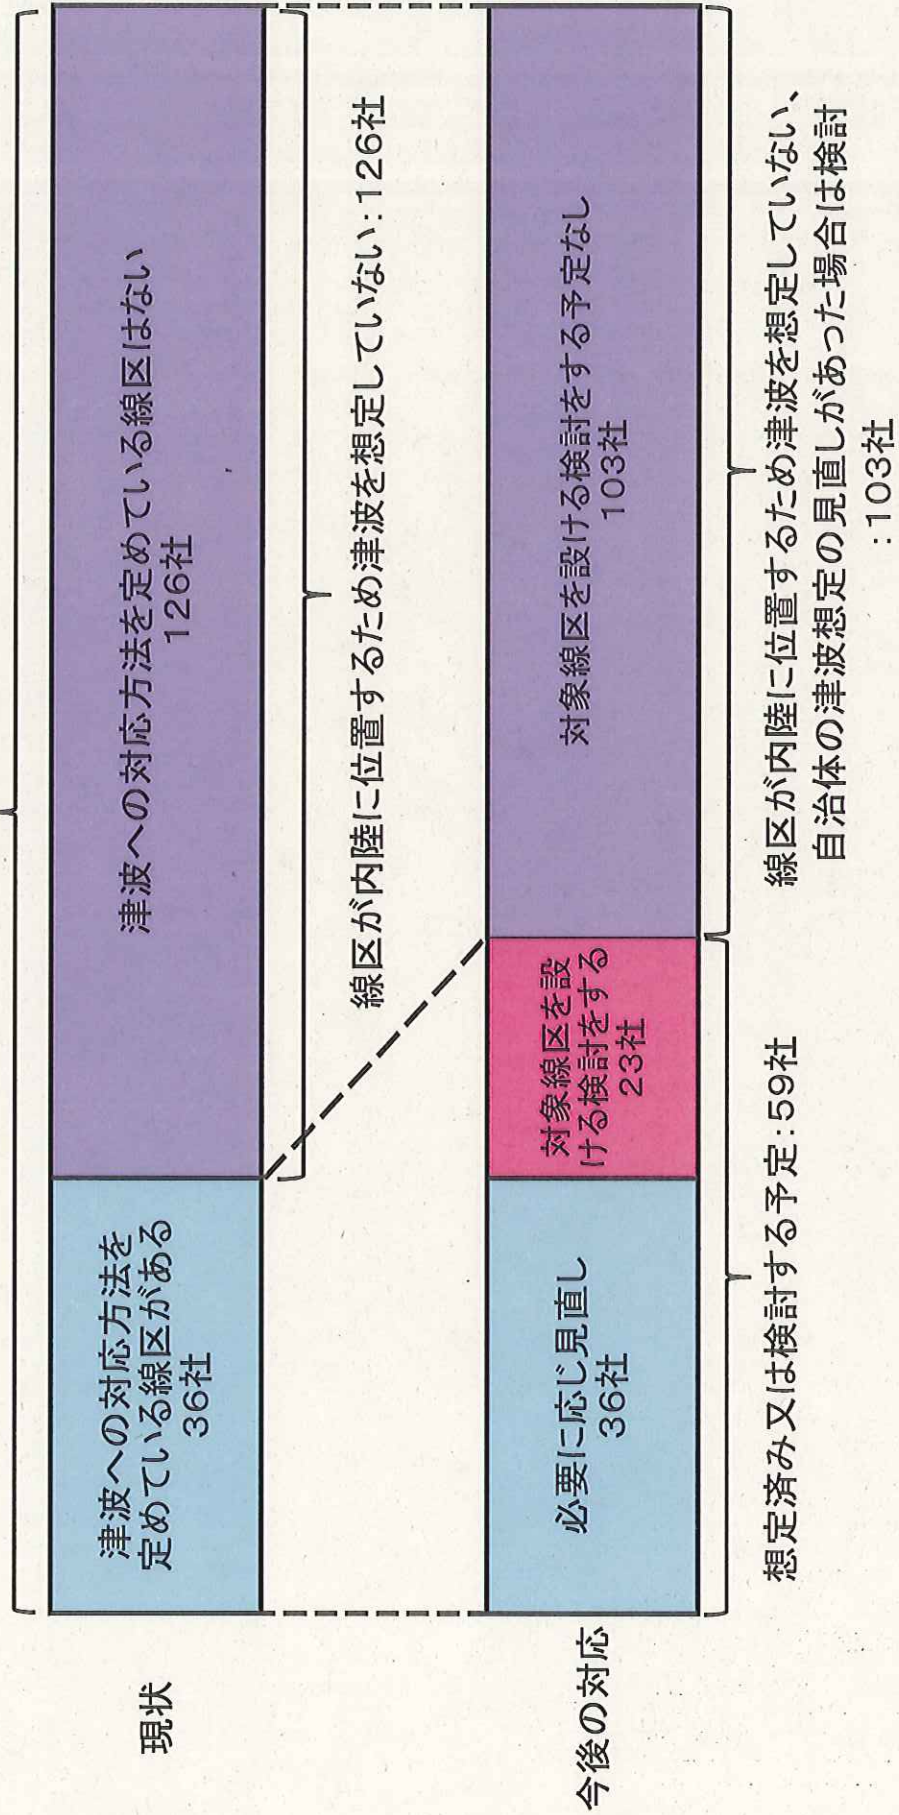 現状
津波への対応方法を
定めている線区がある
36社
津波への対応方法を定めている線区はない
126社
線区が内陸に位置するため津波を想定していない:126社
今後の対応
必要に応じ見直し
36社
対象線区を設
ける検討をする
23社
対象線区を設ける検討をする予定なし
103社
想定済み又は検討する予定:59社
線区が内陸に位置するため津波を想定していない、
自治体の津波想定の見直しがあった場合は検討
:103社